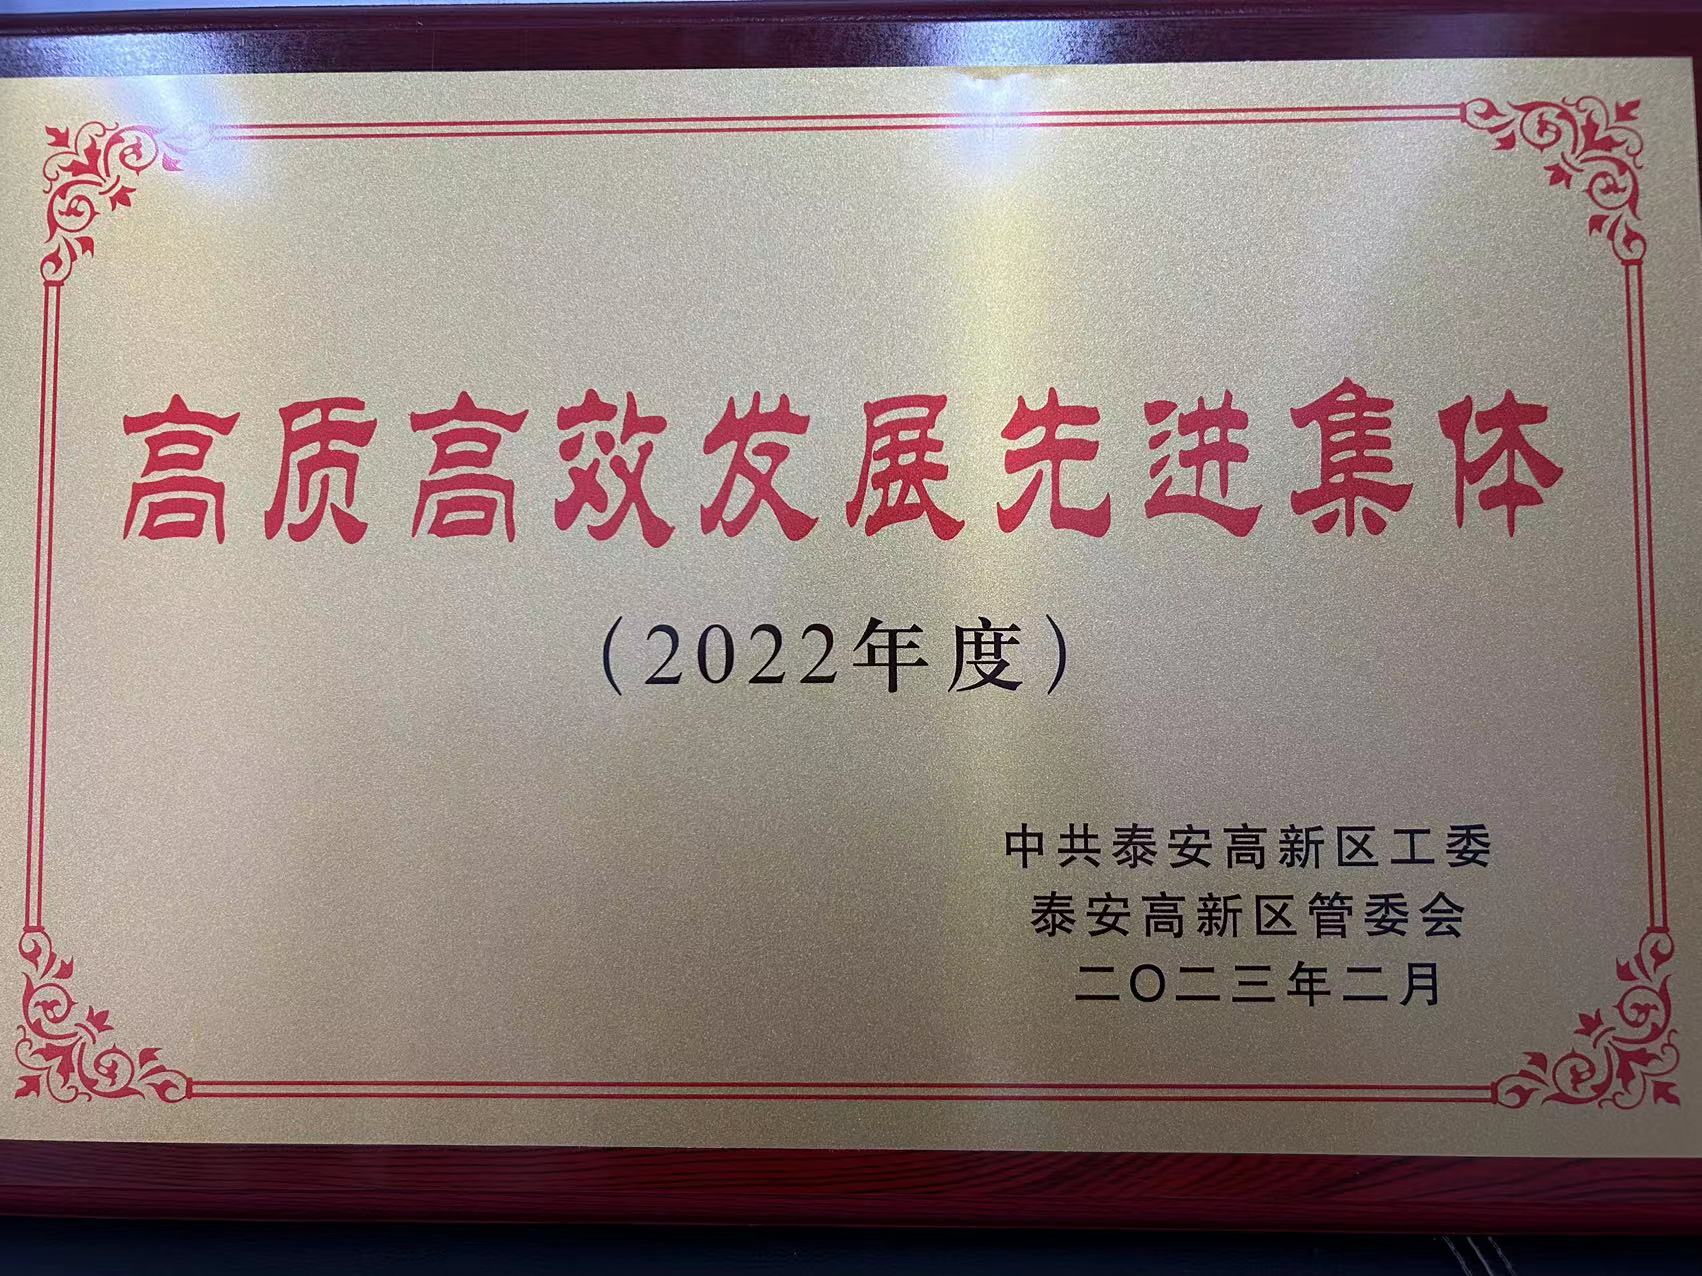 高质高效发展先进集体
（2022年度）
中共泰安高新区工委
泰安高新区管委会
二〇二三年二月